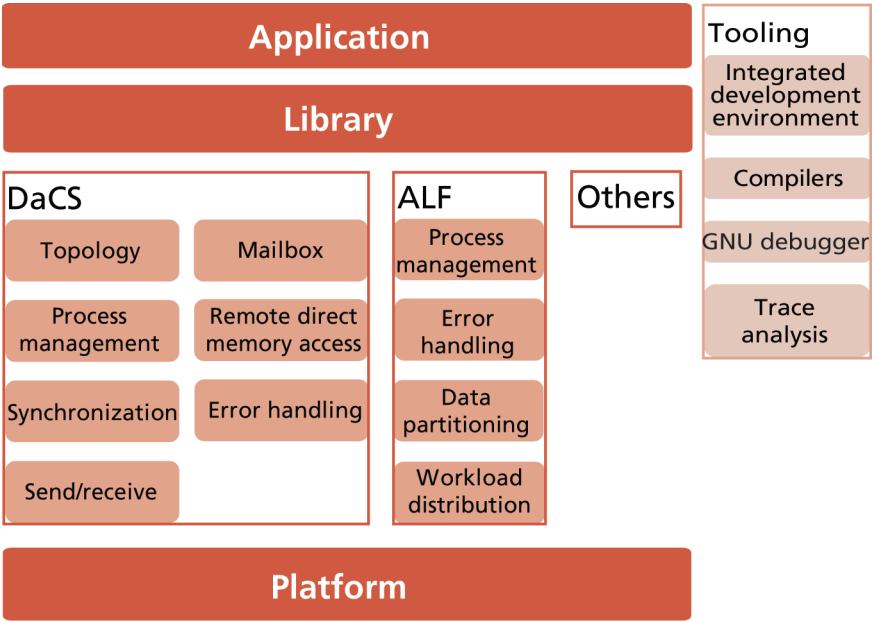 Application
Library
DaCS
Topology
Mailbox
Process
management
Remote direct
memory access
Synchronization
Error handling
Send/receive
ALF
Process
management
Error
handling
Data
partitioning
Workload
distribution
Others
Platform
Tooling
Integrated
development
environment
Compilers
GNU debugger
Trace
analysis